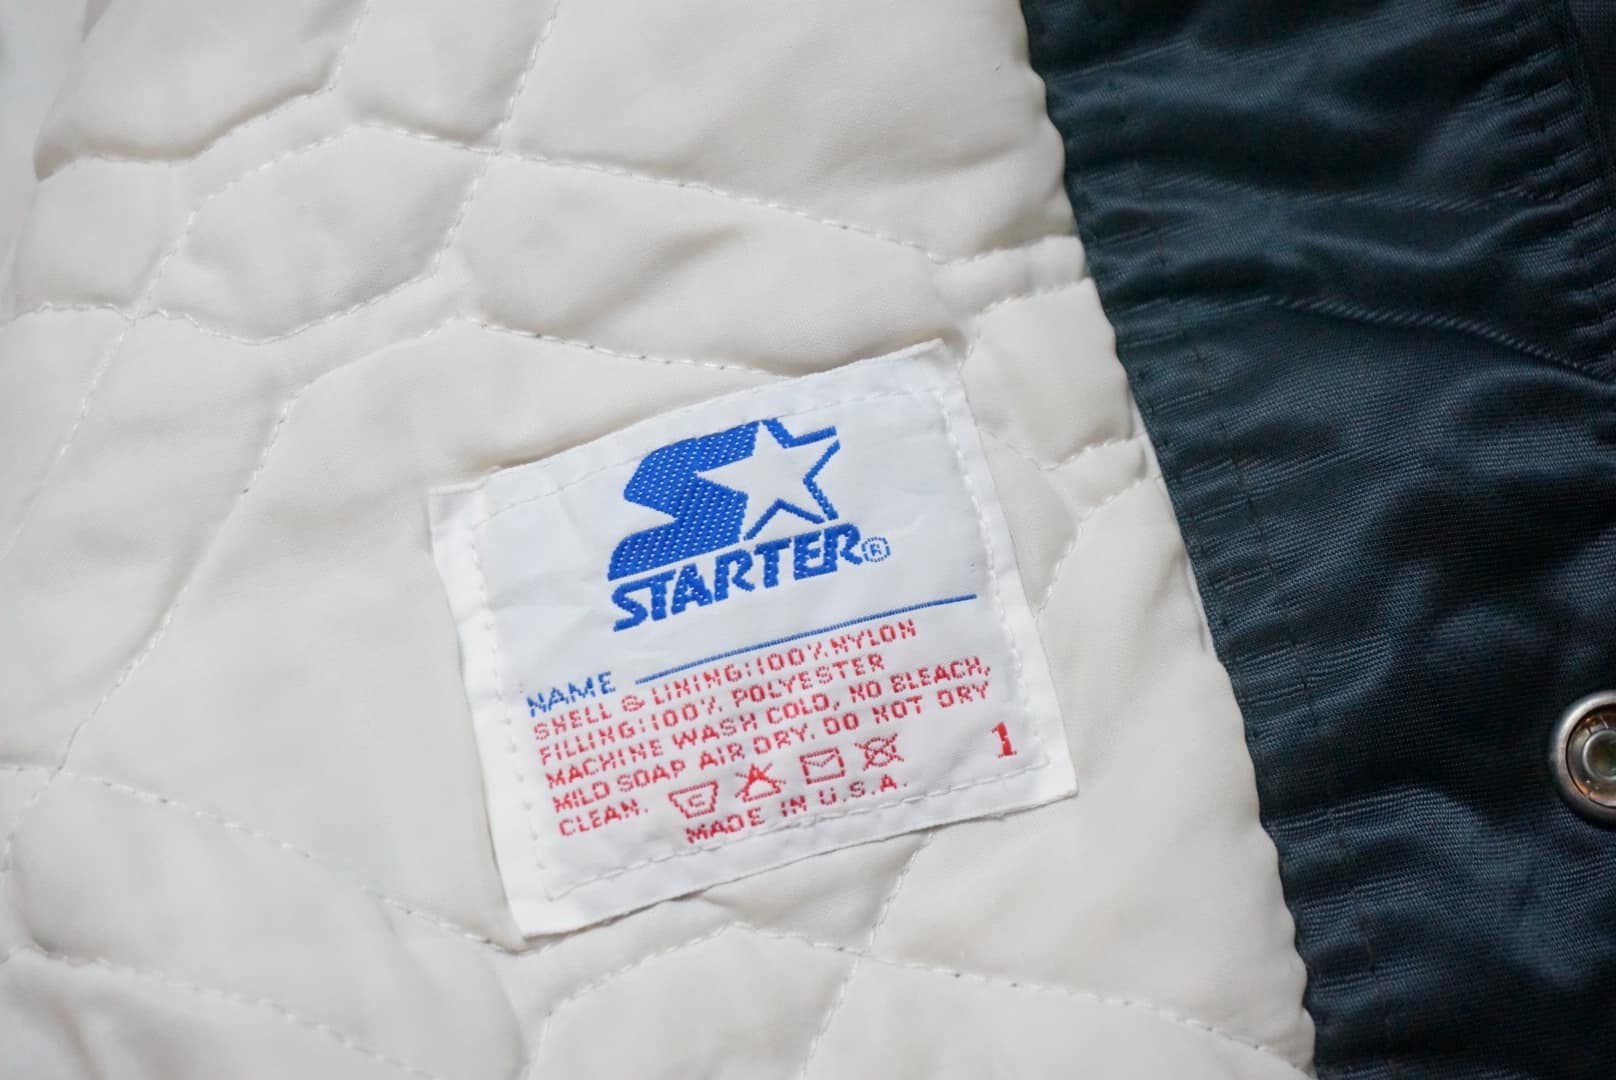 STARTER®
NAME
SHELL & LINING:100% NYLON
FILLING:100% POLYESTER
MACHINE WASH COLD, NO BLEACH,
MILD SOAP AIR DRY. DO NOT DRY
CLEAN.
MADE IN U.S.A.
1